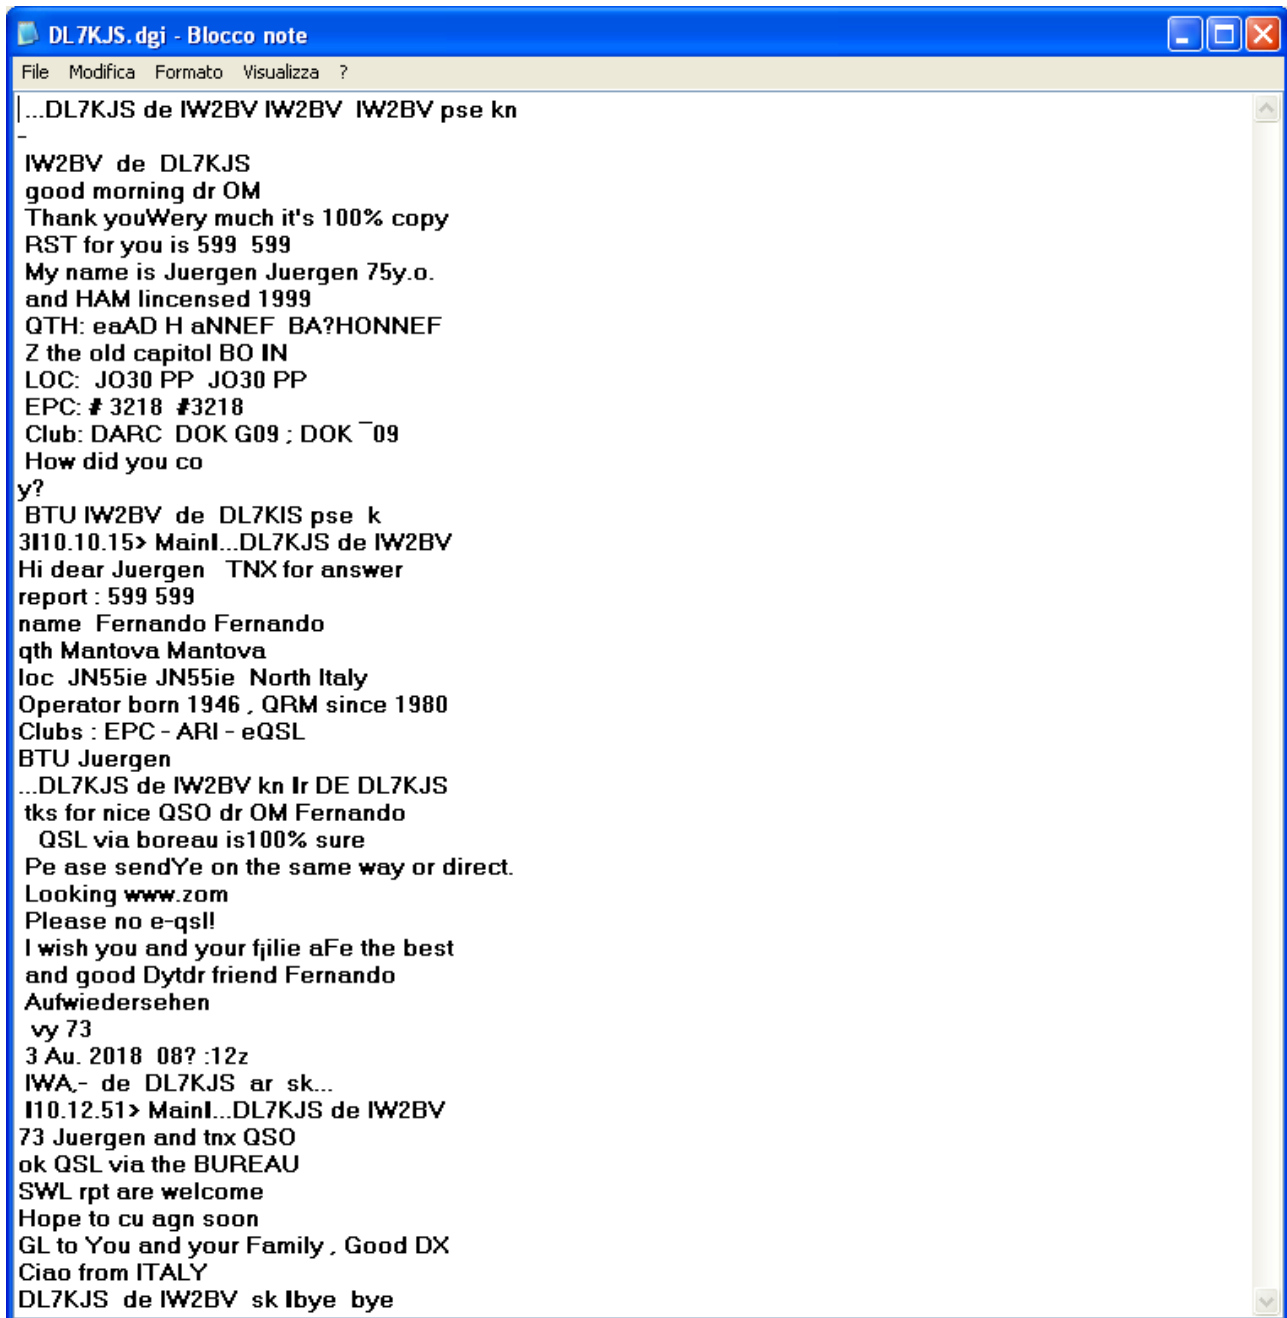 DL7KJS.dgi - Blocco note
File Modifica Formato Visualizza ?
...DL7KJS de IW2BV IW2BV  IW2BV pse kn
-
IW2BV  de  DL7KJS
good morning dr OM
Thank youWery much it's 100% copy
RST for you is 599  599
My name is Juergen Juergen 75y.o.
and HAM lincensed 1999
QTH: eaAD H aNNEF  BA?HONNEF
Z the old capitol BO IN
LOC:  JO30 PP  JO30 PP
EPC: # 3218  #3218
Club: DARC  DOK G09 ; DOK ¯09
How did you co
y?
BTU IW2BV  de  DL7KIS pse  k
3I10.10.15> MainI...DL7KJS de IW2BV
Hi dear Juergen   TNX for answer
report : 599 599
name  Fernando Fernando
qth Mantova Mantova
loc  JN55ie JN55ie  North Italy
Operator born 1946 , QRM since 1980
Clubs : EPC - ARI - eQSL
BTU Juergen
...DL7KJS de IW2BV kn Ir DE DL7KJS
tks for nice QSO dr OM Fernando
QSL via boreau is100% sure
Pe ase sendYe on the same way or direct.
Looking www.zom
Please no e-qsl!
I wish you and your fjilie aFe the best
and good Dytdr friend Fernando
Aufwiedersehen
vy 73
3 Au. 2018  08? :12z
IWA,-  de  DL7KJS  ar  sk...
I10.12.51> MainI...DL7KJS de IW2BV
73 Juergen and tnx QSO
ok QSL via the BUREAU
SWL rpt are welcome
Hope to cu agn soon
GL to You and your Family , Good DX
Ciao from ITALY
DL7KJS  de IW2BV  sk Ibye  bye